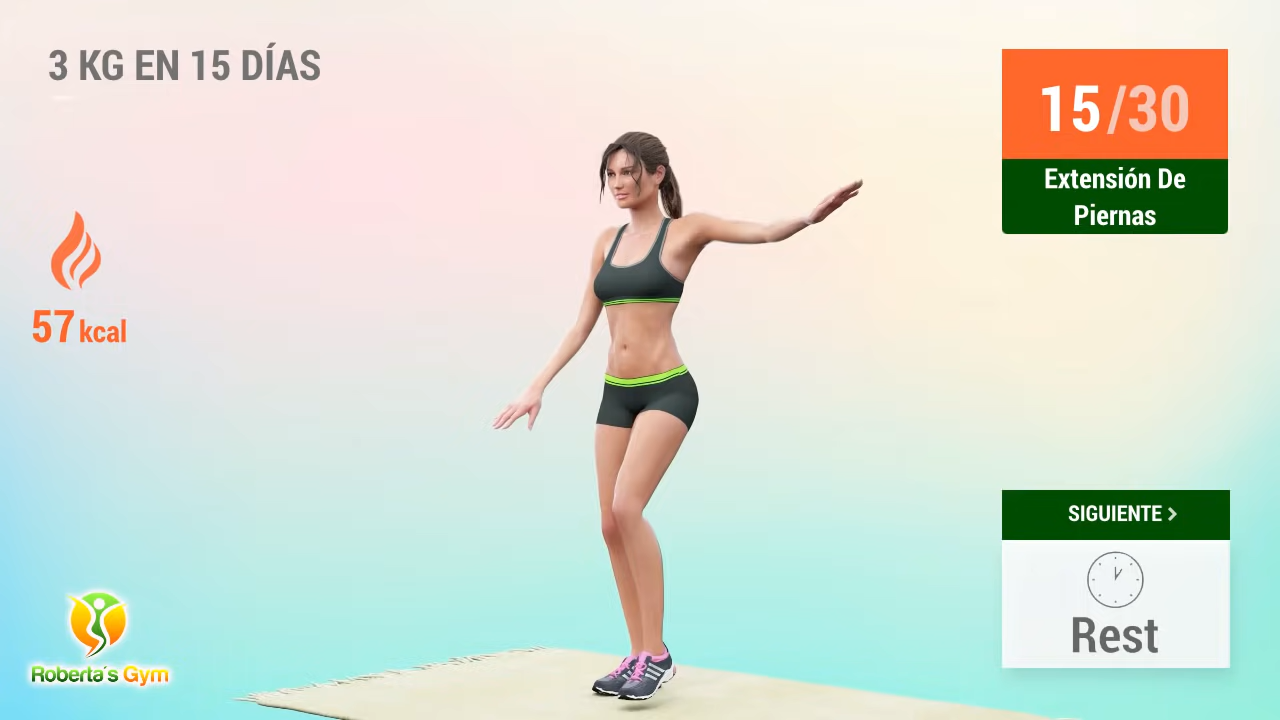 3 KG EN 15 DÍAS
15/30
Extensión De
Piernas
57 kcal
SIGUIENTE >
Rest
Roberta´s Gym